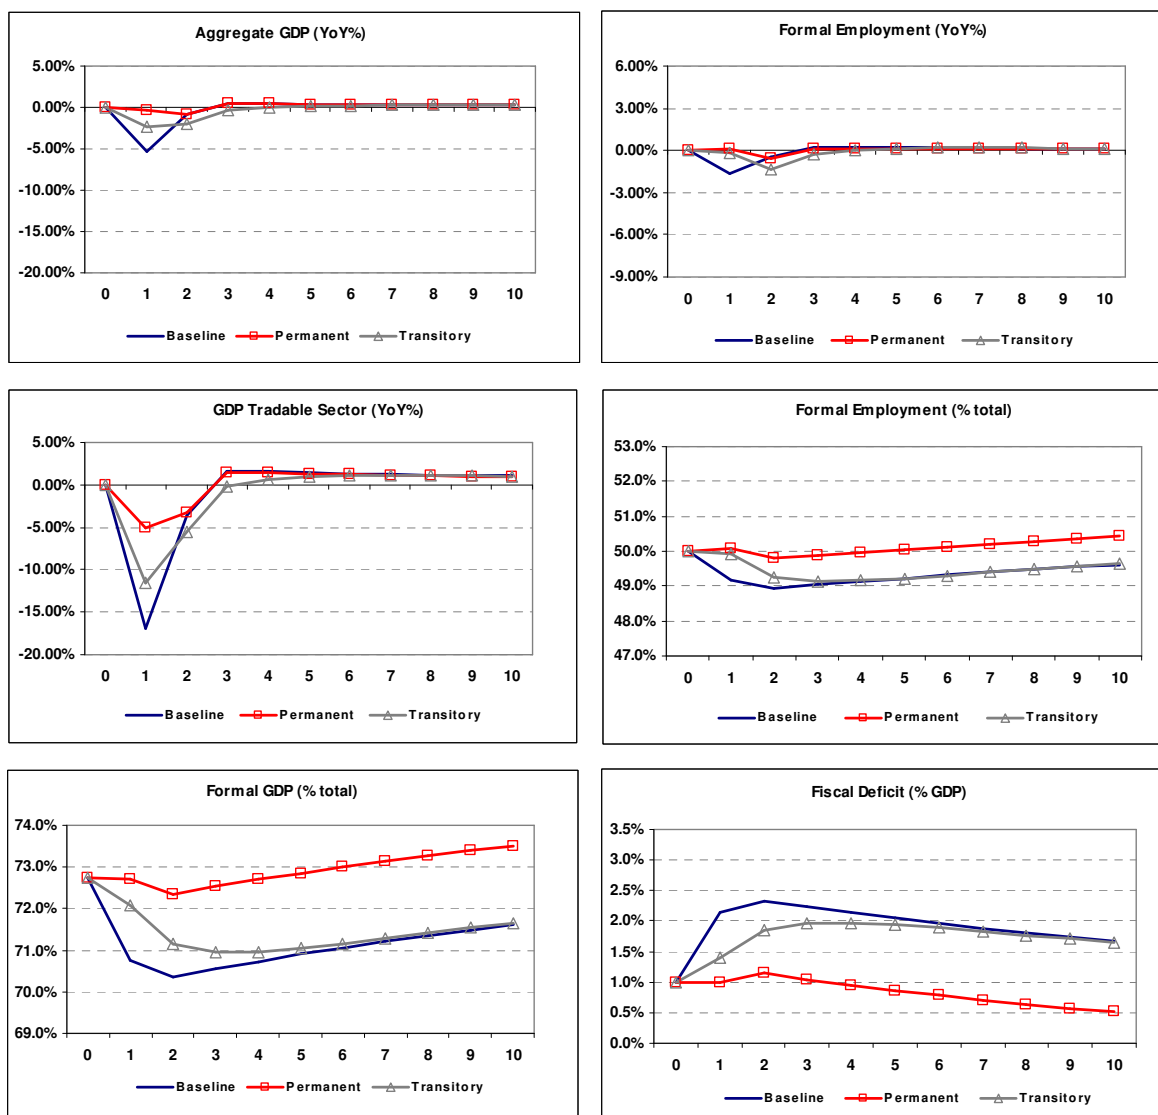 Aggregate GDP (YoY%)
5.00%
0.00%
-5.00%
-10.00%
-15.00%
-20.00%
0 1 2 3 4 5 6 7 8 9 10
Baseline Permanent Transitory
Formal Employment (YoY%)
6.00%
3.00%
0.00%
-3.00%
-6.00%
-9.00%
0 1 2 3 4 5 6 7 8 9 10
Baseline Permanent Transitory
GDP Tradable Sector (YoY%)
5.00%
0.00%
-5.00%
-10.00%
-15.00%
-20.00%
0 1 2 3 4 5 6 7 8 9 10
Baseline Permanent Transitory
Formal Employment (% total)
53.0%
52.0%
51.0%
50.0%
49.0%
48.0%
47.0%
0 1 2 3 4 5 6 7 8 9 10
Baseline Permanent Transitory
Formal GDP (% total)
74.0%
73.0%
72.0%
71.0%
70.0%
69.0%
0 1 2 3 4 5 6 7 8 9 10
Baseline Permanent Transitory
Fiscal Deficit (% GDP)
3.5%
3.0%
2.5%
2.0%
1.5%
1.0%
0.5%
0.0%
0 1 2 3 4 5 6 7 8 9 10
Baseline Permanent Transitory